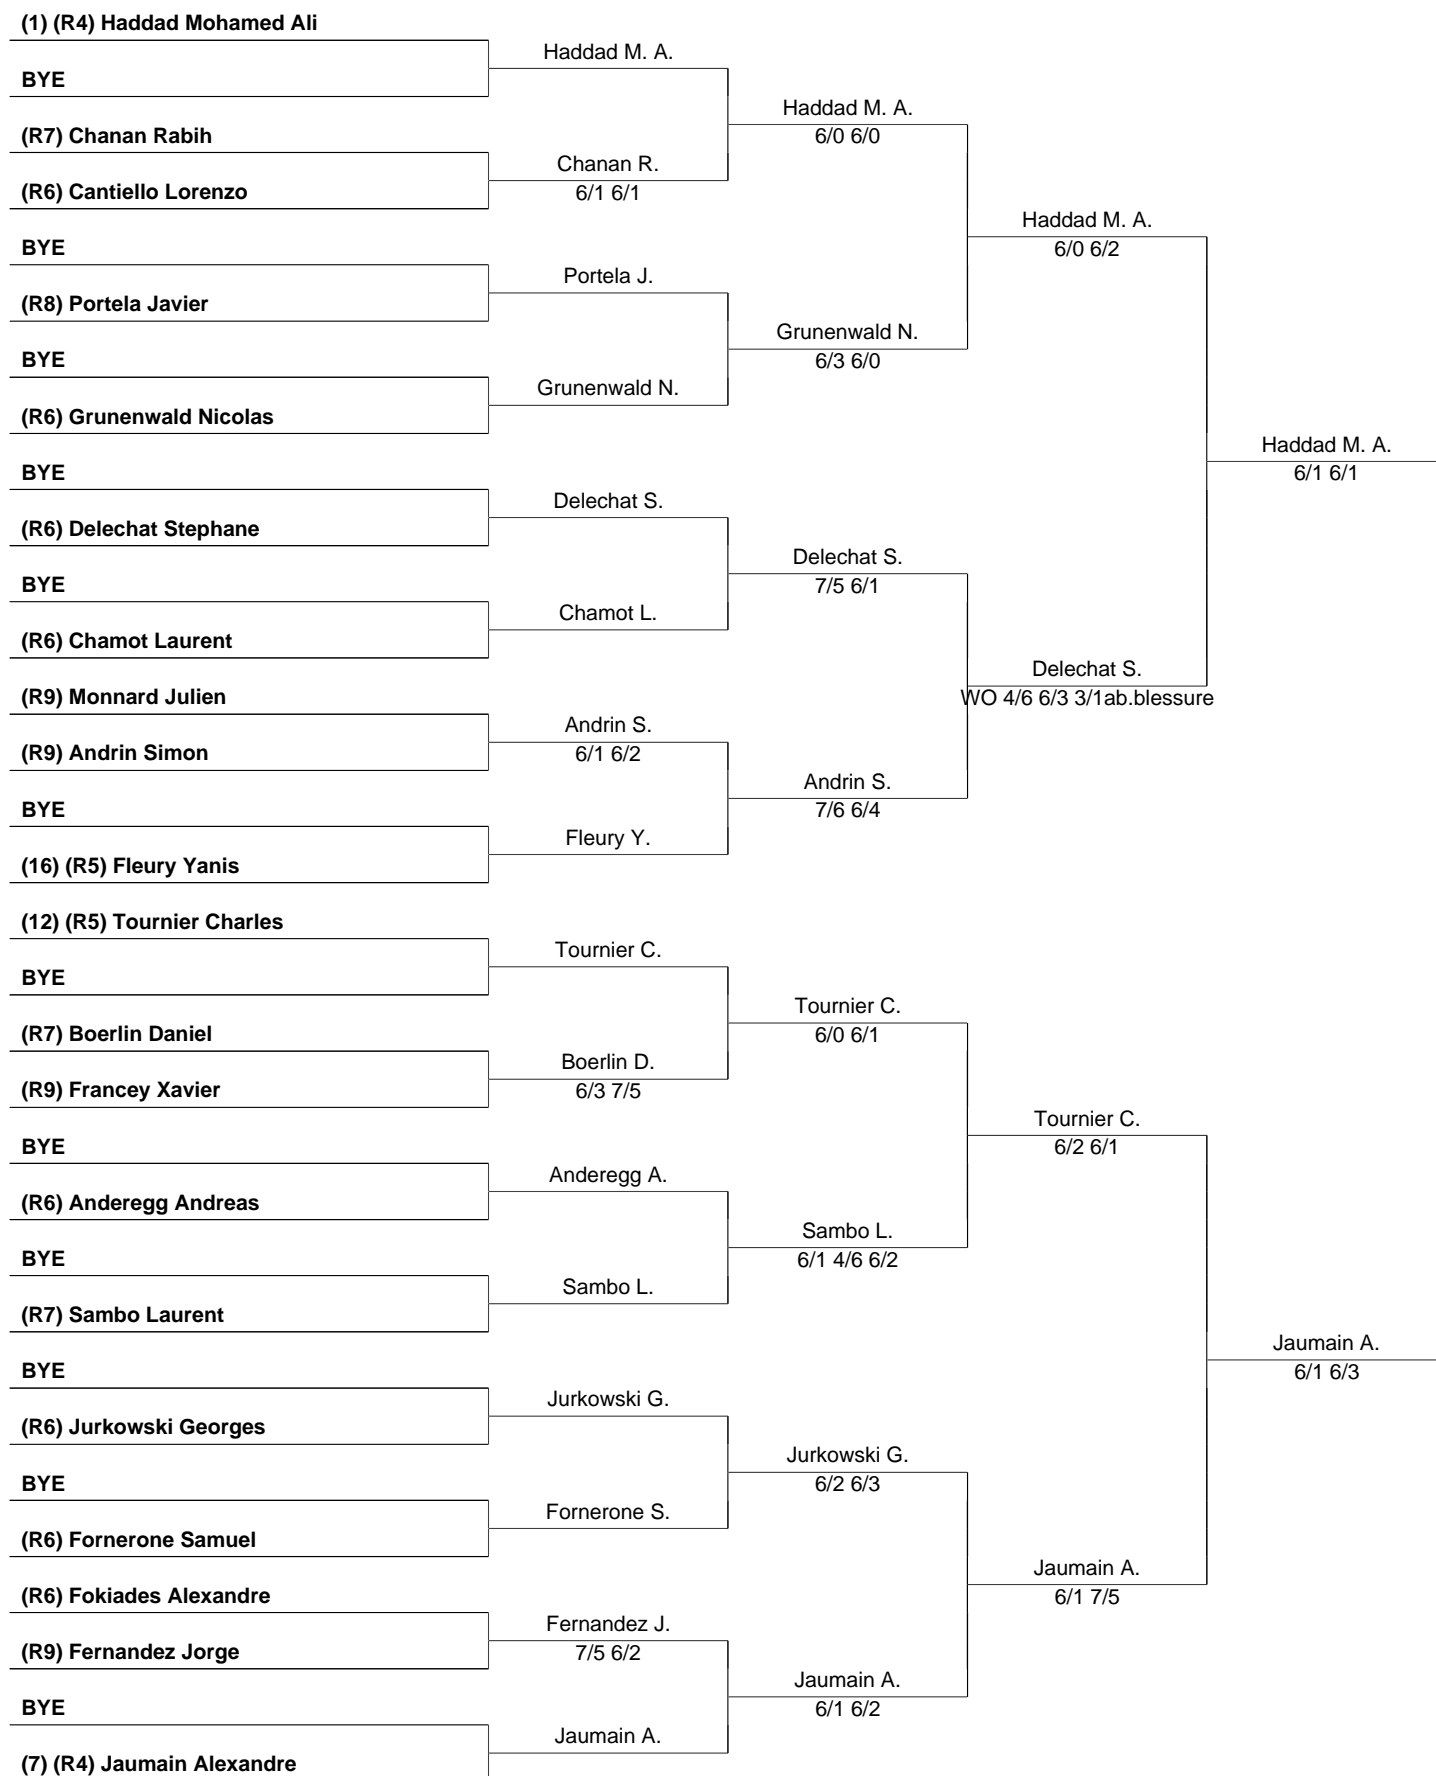 (1) (R4) Haddad Mohamed Ali
Haddad M. A.
BYE
Haddad M. A.
(R7) Chanan Rabih
6/0 6/0
Chanan R.
(R6) Cantiello Lorenzo
6/1 6/1
Haddad M. A.
BYE
6/0 6/2
Portela J.
(R8) Portela Javier
Grunenwald N.
BYE
6/3 6/0
Grunenwald N.
(R6) Grunenwald Nicolas
Haddad M. A.
BYE
6/1 6/1
Delechat S.
(R6) Delechat Stephane
Delechat S.
BYE
7/5 6/1
Chamot L.
(R6) Chamot Laurent
Delechat S.
(R9) Monnard Julien
WO 4/6 6/3 3/1ab.blessure
Andrin S.
(R9) Andrin Simon
6/1 6/2
Andrin S.
BYE
7/6 6/4
Fleury Y.
(16) (R5) Fleury Yanis
(12) (R5) Tournier Charles
Tournier C.
BYE
Tournier C.
(R7) Boerlin Daniel
6/0 6/1
Boerlin D.
(R9) Francey Xavier
6/3 7/5
Tournier C.
BYE
6/2 6/1
Anderegg A.
(R6) Anderegg Andreas
Sambo L.
BYE
6/1 4/6 6/2
Sambo L.
(R7) Sambo Laurent
Jaumain A.
BYE
6/1 6/3
Jurkowski G.
(R6) Jurkowski Georges
Jurkowski G.
BYE
6/2 6/3
Fornerone S.
(R6) Fornerone Samuel
Jaumain A.
(R6) Fokiades Alexandre
6/1 7/5
Fernandez J.
(R9) Fernandez Jorge
7/5 6/2
Jaumain A.
BYE
6/1 6/2
Jaumain A.
(7) (R4) Jaumain Alexandre